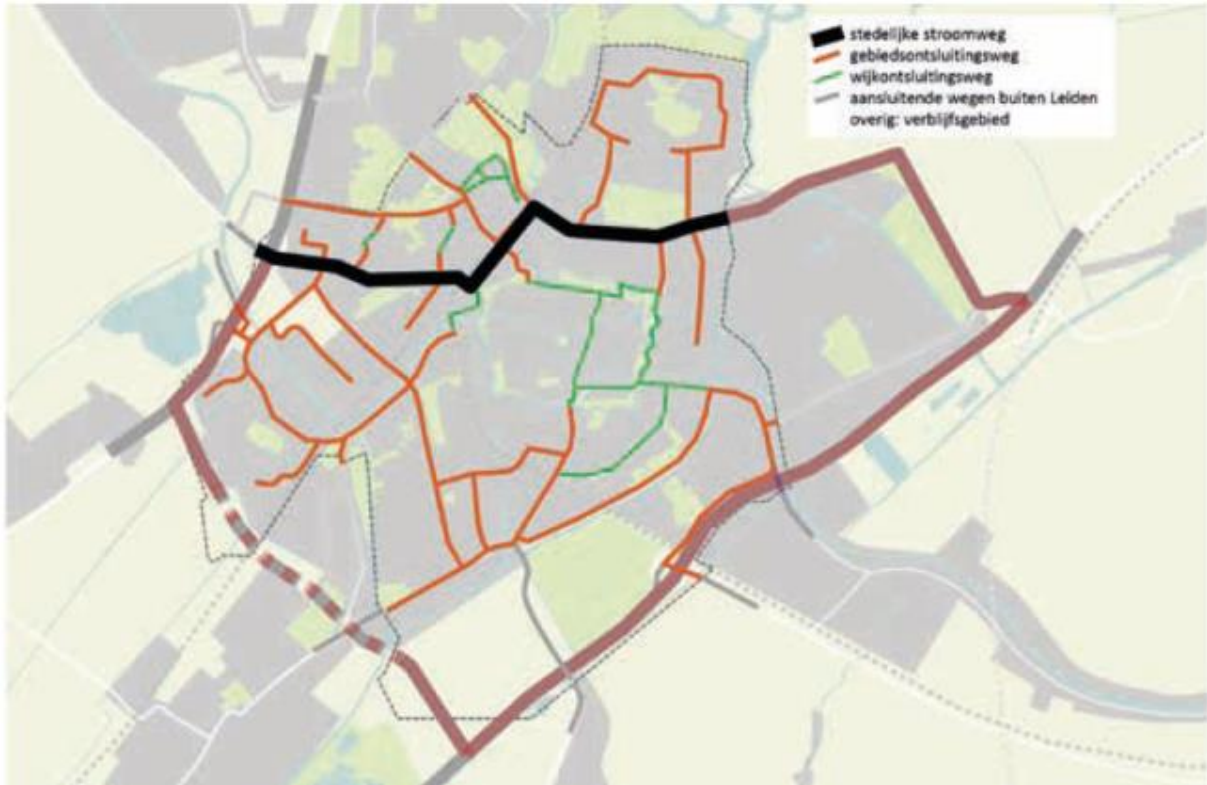 stedelijke stroomweg
gebiedsontsluitingsweg
wijkontsluitingsweg
aansluitende wegen buiten Leiden
overig: verblijfsgebied